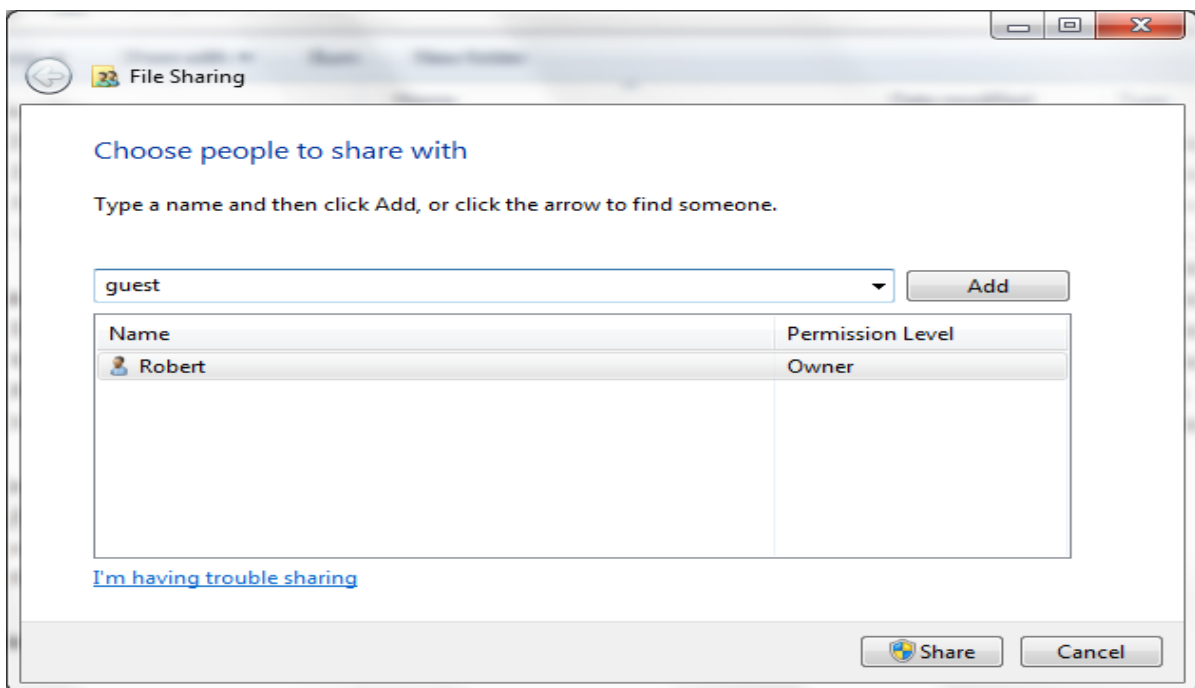 File Sharing
Choose people to share with
Type a name and then click Add, or click the arrow to find someone.
guest Add
Name Permission Level
Robert Owner
I'm having trouble sharing
Share Cancel